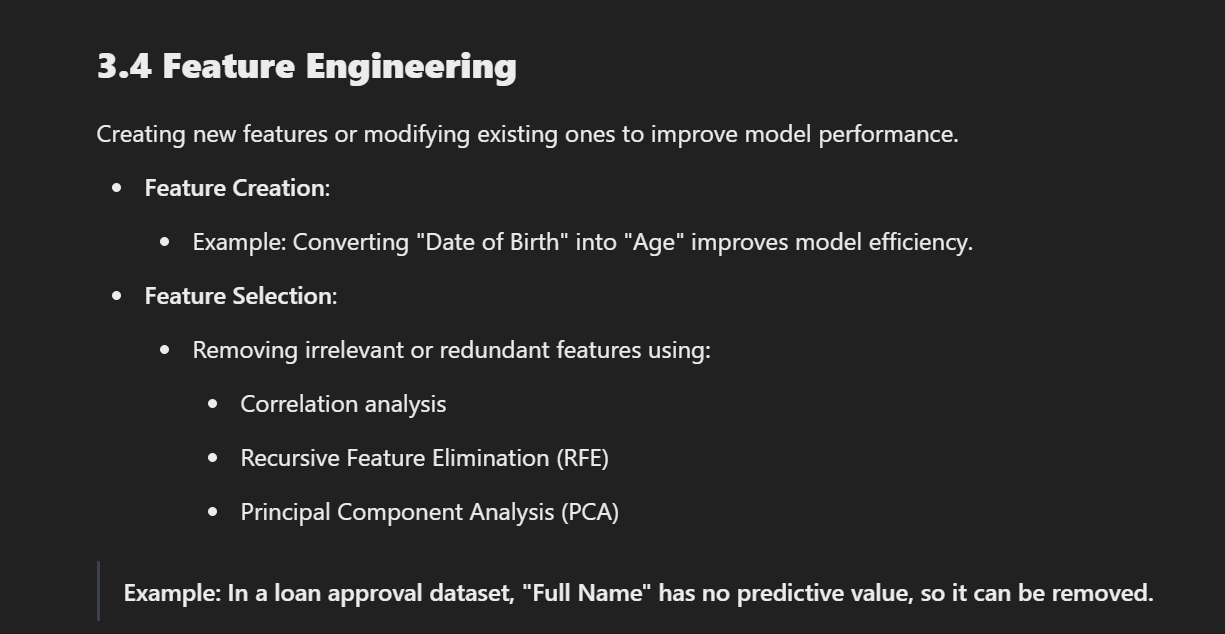 3.4 Feature Engineering
Creating new features or modifying existing ones to improve model performance.
Feature Creation:
Example: Converting "Date of Birth" into "Age" improves model efficiency.
Feature Selection:
Removing irrelevant or redundant features using:
Correlation analysis
Recursive Feature Elimination (RFE)
Principal Component Analysis (PCA)
Example: In a loan approval dataset, "Full Name" has no predictive value, so it can be removed.